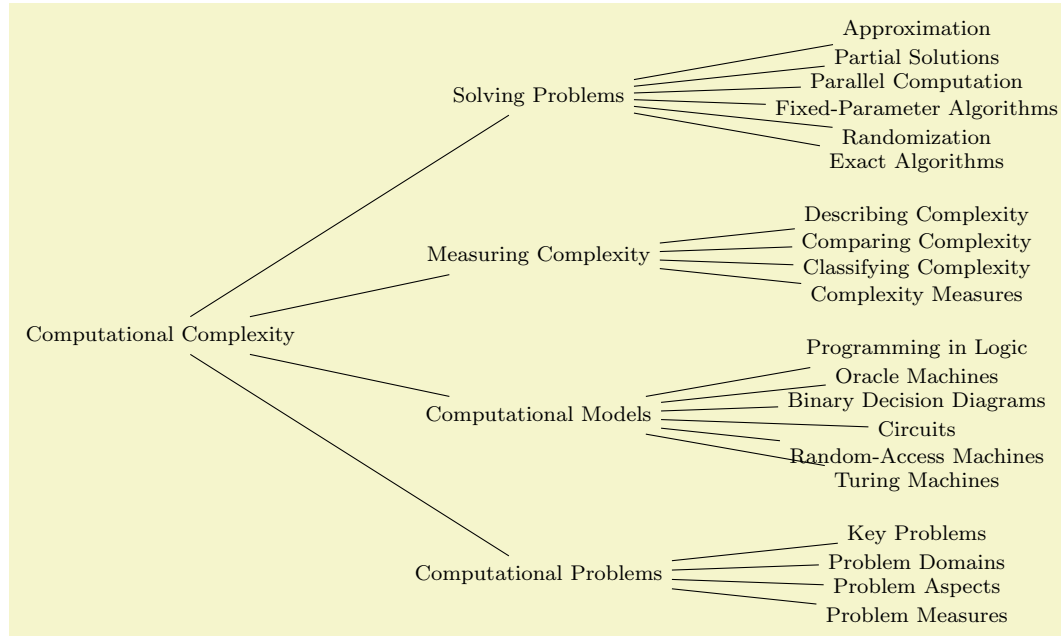 Approximation
Partial Solutions
Parallel Computation
Solving Problems
Fixed-Parameter Algorithms
Randomization
Exact Algorithms
Describing Complexity
Comparing Complexity
Measuring Complexity
Classifying Complexity
Complexity Measures
Computational Complexity
Programming in Logic
Oracle Machines
Binary Decision Diagrams
Computational Models
Circuits
Random-Access Machines
Turing Machines
Key Problems
Problem Domains
Computational Problems
Problem Aspects
Problem Measures